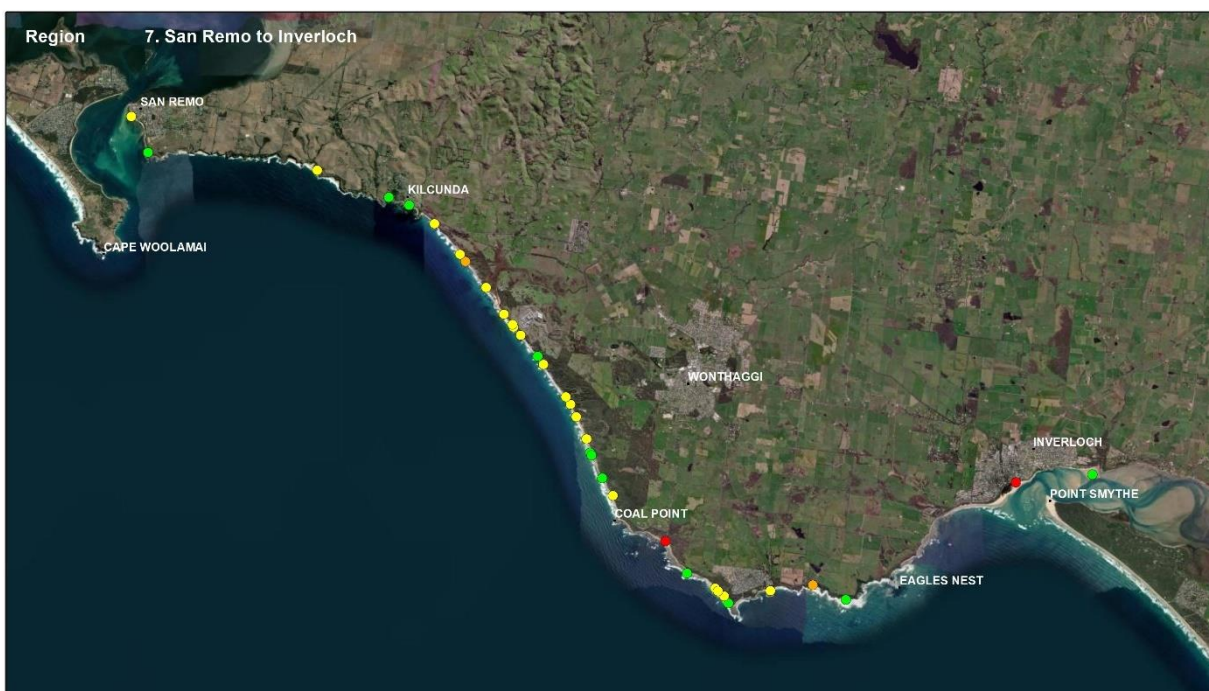 Region 7. San Remo to Inverloch
SAN REMO
KILCUNDA
CAPE WOOLAMAI
WONTHAGGI
INVERLOCH
POINT SMYTHE
COAL POINT
EAGLES NEST